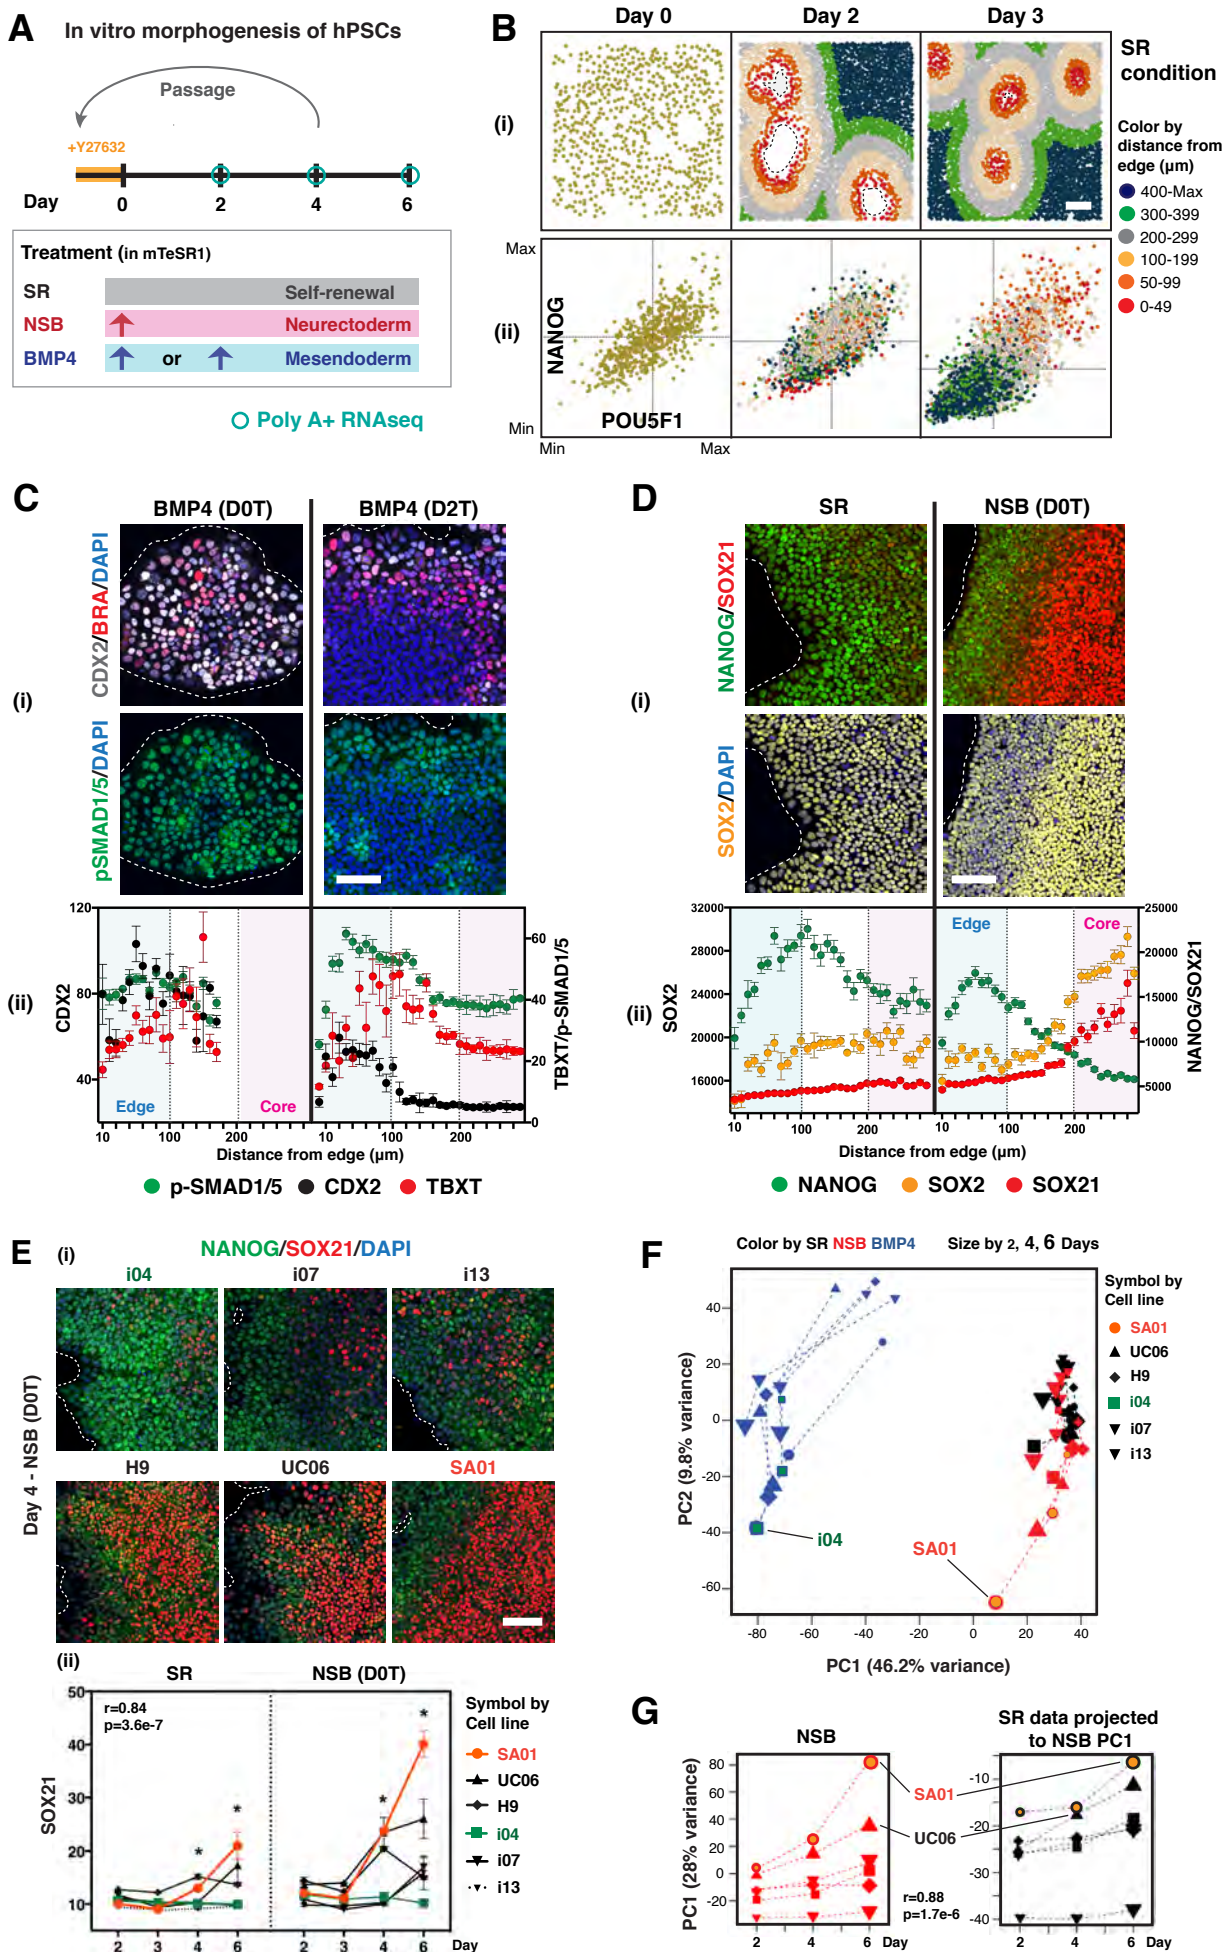 A In vitro morphogenesis of hPSCs
Passage
+Y27632
Day 0 2 4 6
Treatment (in mTeSR1)
SR Self-renewal
NSB Neurectoderm
BMP4 or Mesendoderm
Poly A+ RNAseq
B Day 0 Day 2 Day 3
SR condition
(i)
Color by distance from edge (µm)
400-Max
300-399
200-299
100-199
50-99
0-49
(ii)
Max
NANOG
Min
POU5F1
Min Max
C BMP4 (D0T) BMP4 (D2T)
(i)
CDX2/BRA/DAPI
pSMAD1/5/DAPI
(ii)
CDX2
120
80
40
TBXT/p-SMAD1/5
60
40
20
0
Edge Core
10 100 200 10 100 200
Distance from edge (µm)
p-SMAD1/5 CDX2 TBXT
D SR NSB (D0T)
(i)
NANOG/SOX21
SOX2/DAPI
(ii)
SOX2
32000
28000
24000
20000
16000
NANOG/SOX21
25000
20000
15000
10000
5000
Edge Core
10 100 200 10 100 200
Distance from edge (µm)
NANOG SOX2 SOX21
E (i) NANOG/SOX21/DAPI
Day 4 - NSB (D0T)
i04 i07 i13
H9 UC06 SA01
(ii)
SR NSB (D0T)
SOX21
50
40
30
20
10
r=0.84
p=3.6e-7
* * * *
2 3 4 6 2 3 4 6 Day
Symbol by Cell line
SA01
UC06
H9
i04
i07
i13
F Color by SR NSB BMP4 Size by 2, 4, 6 Days
PC2 (9.8% variance)
40
20
0
-20
-40
-60
i04
SA01
-80 -60 -40 -20 0 20 40
PC1 (46.2% variance)
Symbol by Cell line
SA01
UC06
H9
i04
i07
i13
G NSB
SR data projected to NSB PC1
PC1 (28% variance)
80
60
40
20
0
-20
SA01
UC06
r=0.88
p=1.7e-6
-10
-20
-30
-40
2 4 6 Day 2 4 6